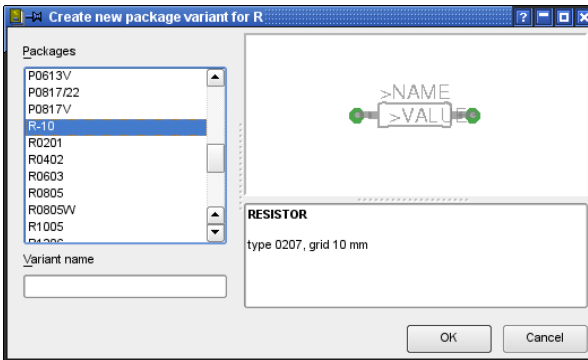 Create new package variant for R
Packages
P0613V
P0817/22
P0817V
R-10
R0201
R0402
R0603
R0805
R0805W
R1005
R1206
Variant name
>NAME
>VALUE
RESISTOR
type 0207, grid 10 mm
OK
Cancel